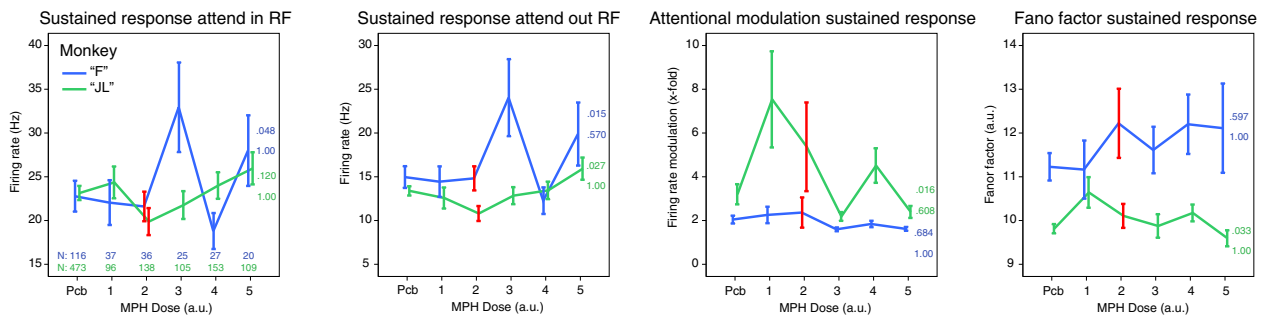 Sustained response attend in RF
40
35
30
25
20
15
Firing rate (Hz)
Monkey
"F"
"JL"
.048
1.00
.120
1.00
N: 116 37 36 25 27 20
N: 473 96 138 105 153 109
Pcb 1 2 3 4 5
MPH Dose (a.u.)
Sustained response attend out RF
40
35
30
25
20
15
10
5
Firing rate (Hz)
.015
.570
.027
1.00
Pcb 1 2 3 4 5
MPH Dose (a.u.)
Attentional modulation sustained response
10
8
6
4
2
0
Firing rate modulation (x-fold)
.016
.608
.684
1.00
Pcb 1 2 3 4 5
MPH Dose (a.u.)
Fano factor sustained response
14
13
12
11
10
9
Fanor factor (a.u.)
.597
1.00
.033
1.00
Pcb 1 2 3 4 5
MPH Dose (a.u.)